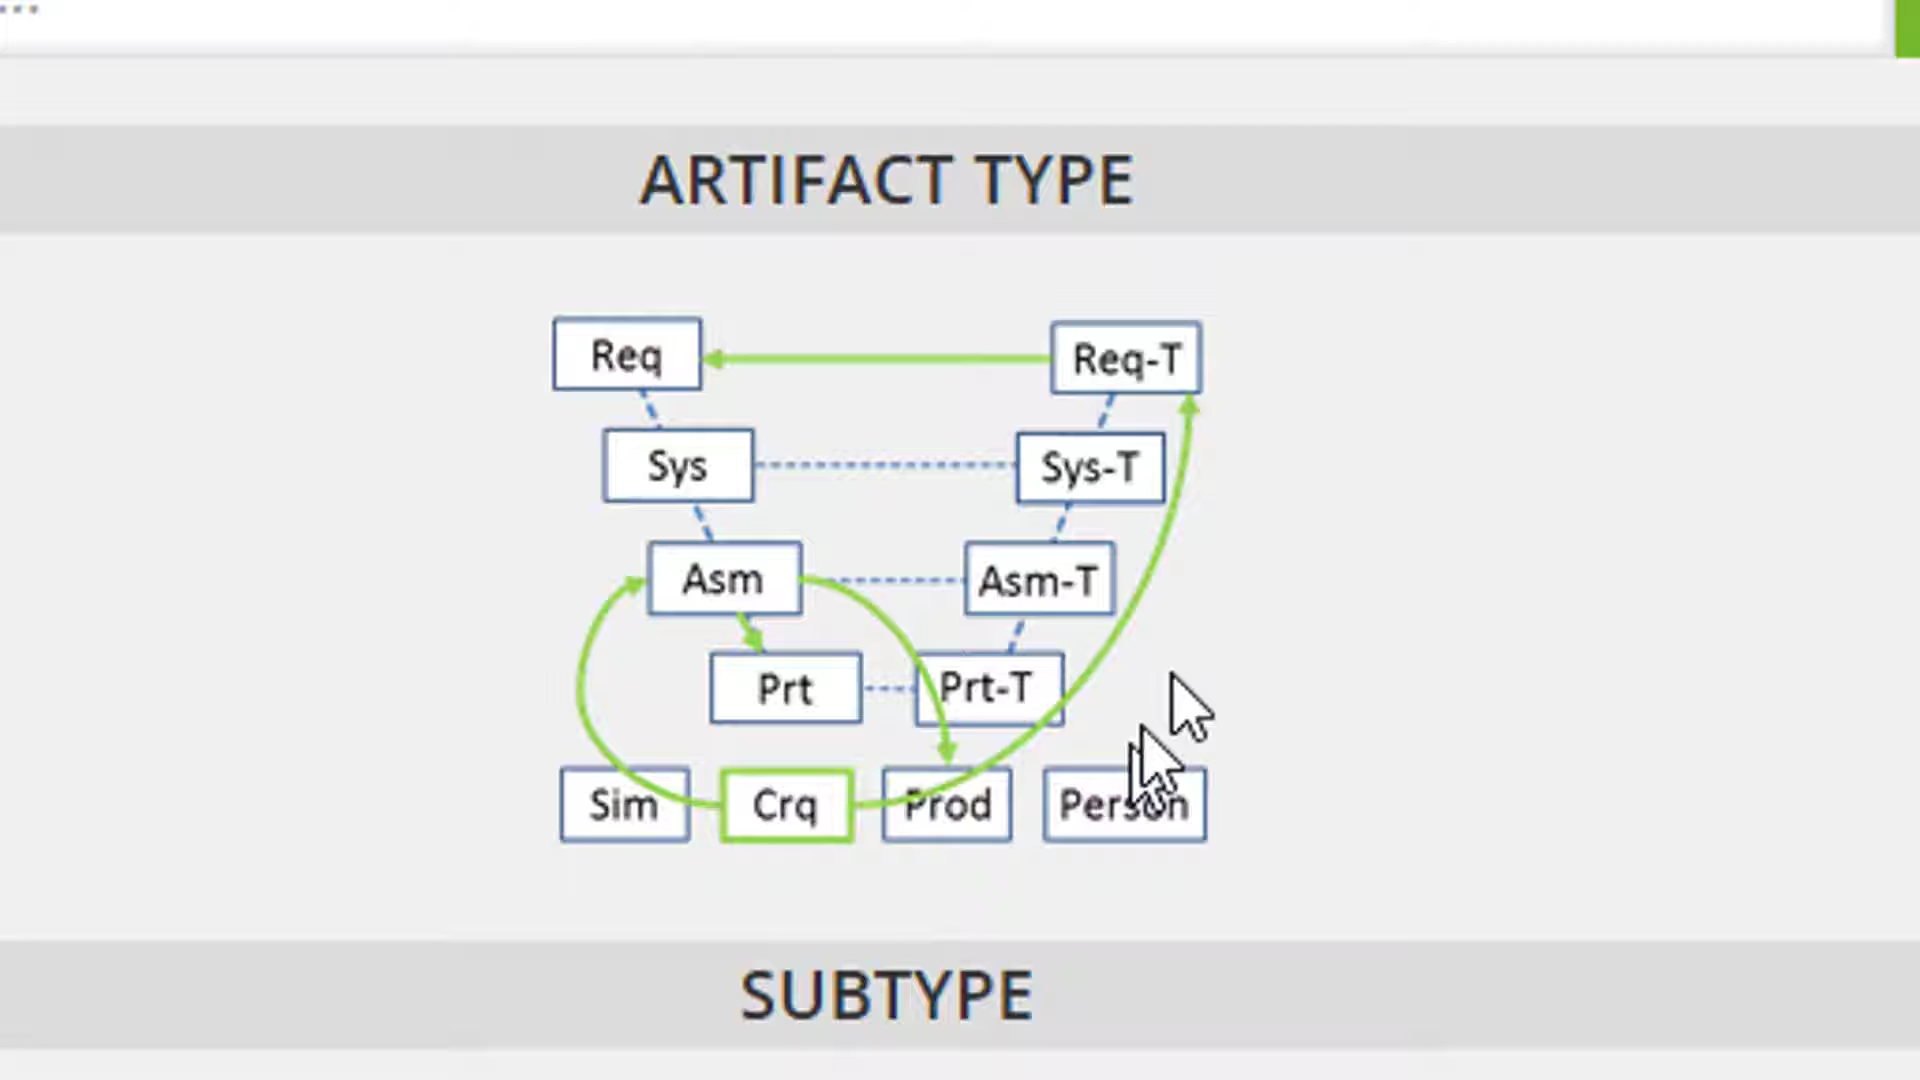 ARTIFACT TYPE
Req Req-T
Sys Sys-T
Asm Asm-T
Prt Prt-T
Sim Crq Prod Person
SUBTYPE